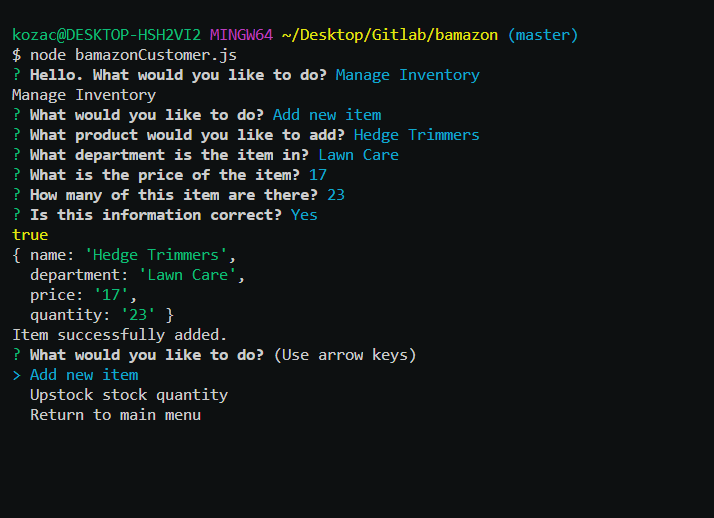 kozac@DESKTOP-HSH2VI2 MINGW64 ~/Desktop/Gitlab/bamazon (master)
$ node bamazonCustomer.js
? Hello. What would you like to do? Manage Inventory
Manage Inventory
? What would you like to do? Add new item
? What product would you like to add? Hedge Trimmers
? What department is the item in? Lawn Care
? What is the price of the item? 17
? How many of this item are there? 23
? Is this information correct? Yes
true
{ name: 'Hedge Trimmers',
  department: 'Lawn Care',
  price: '17',
  quantity: '23' }
Item successfully added.
? What would you like to do? (Use arrow keys)
> Add new item
  Upstock stock quantity
  Return to main menu